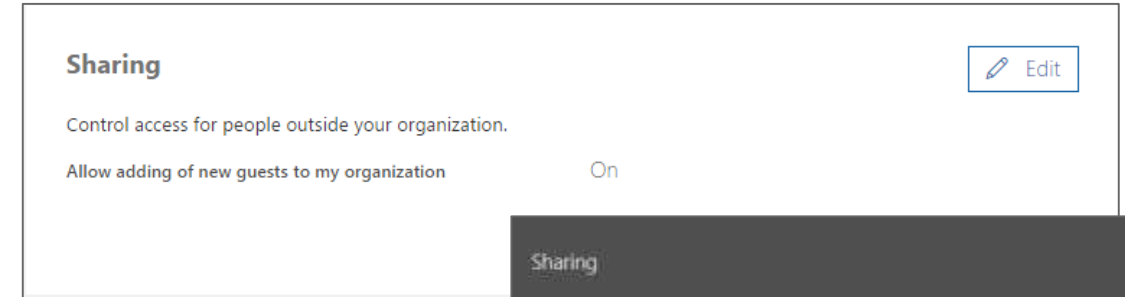 Sharing
Edit
Control access for people outside your organization.
Allow adding of new guests to my organization On
Sharing